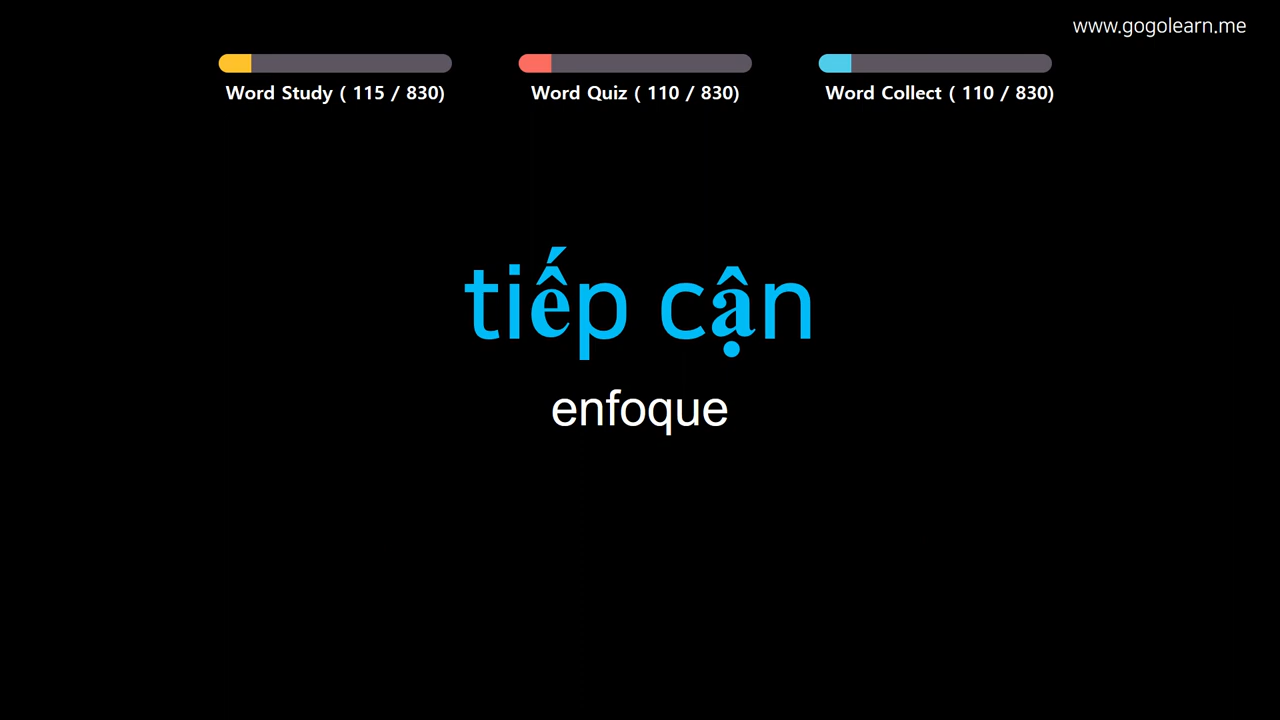 www.gogolearn.me
Word Study ( 115 / 830)
Word Quiz ( 110 / 830)
Word Collect ( 110 / 830)
tiếp cận
enfoque